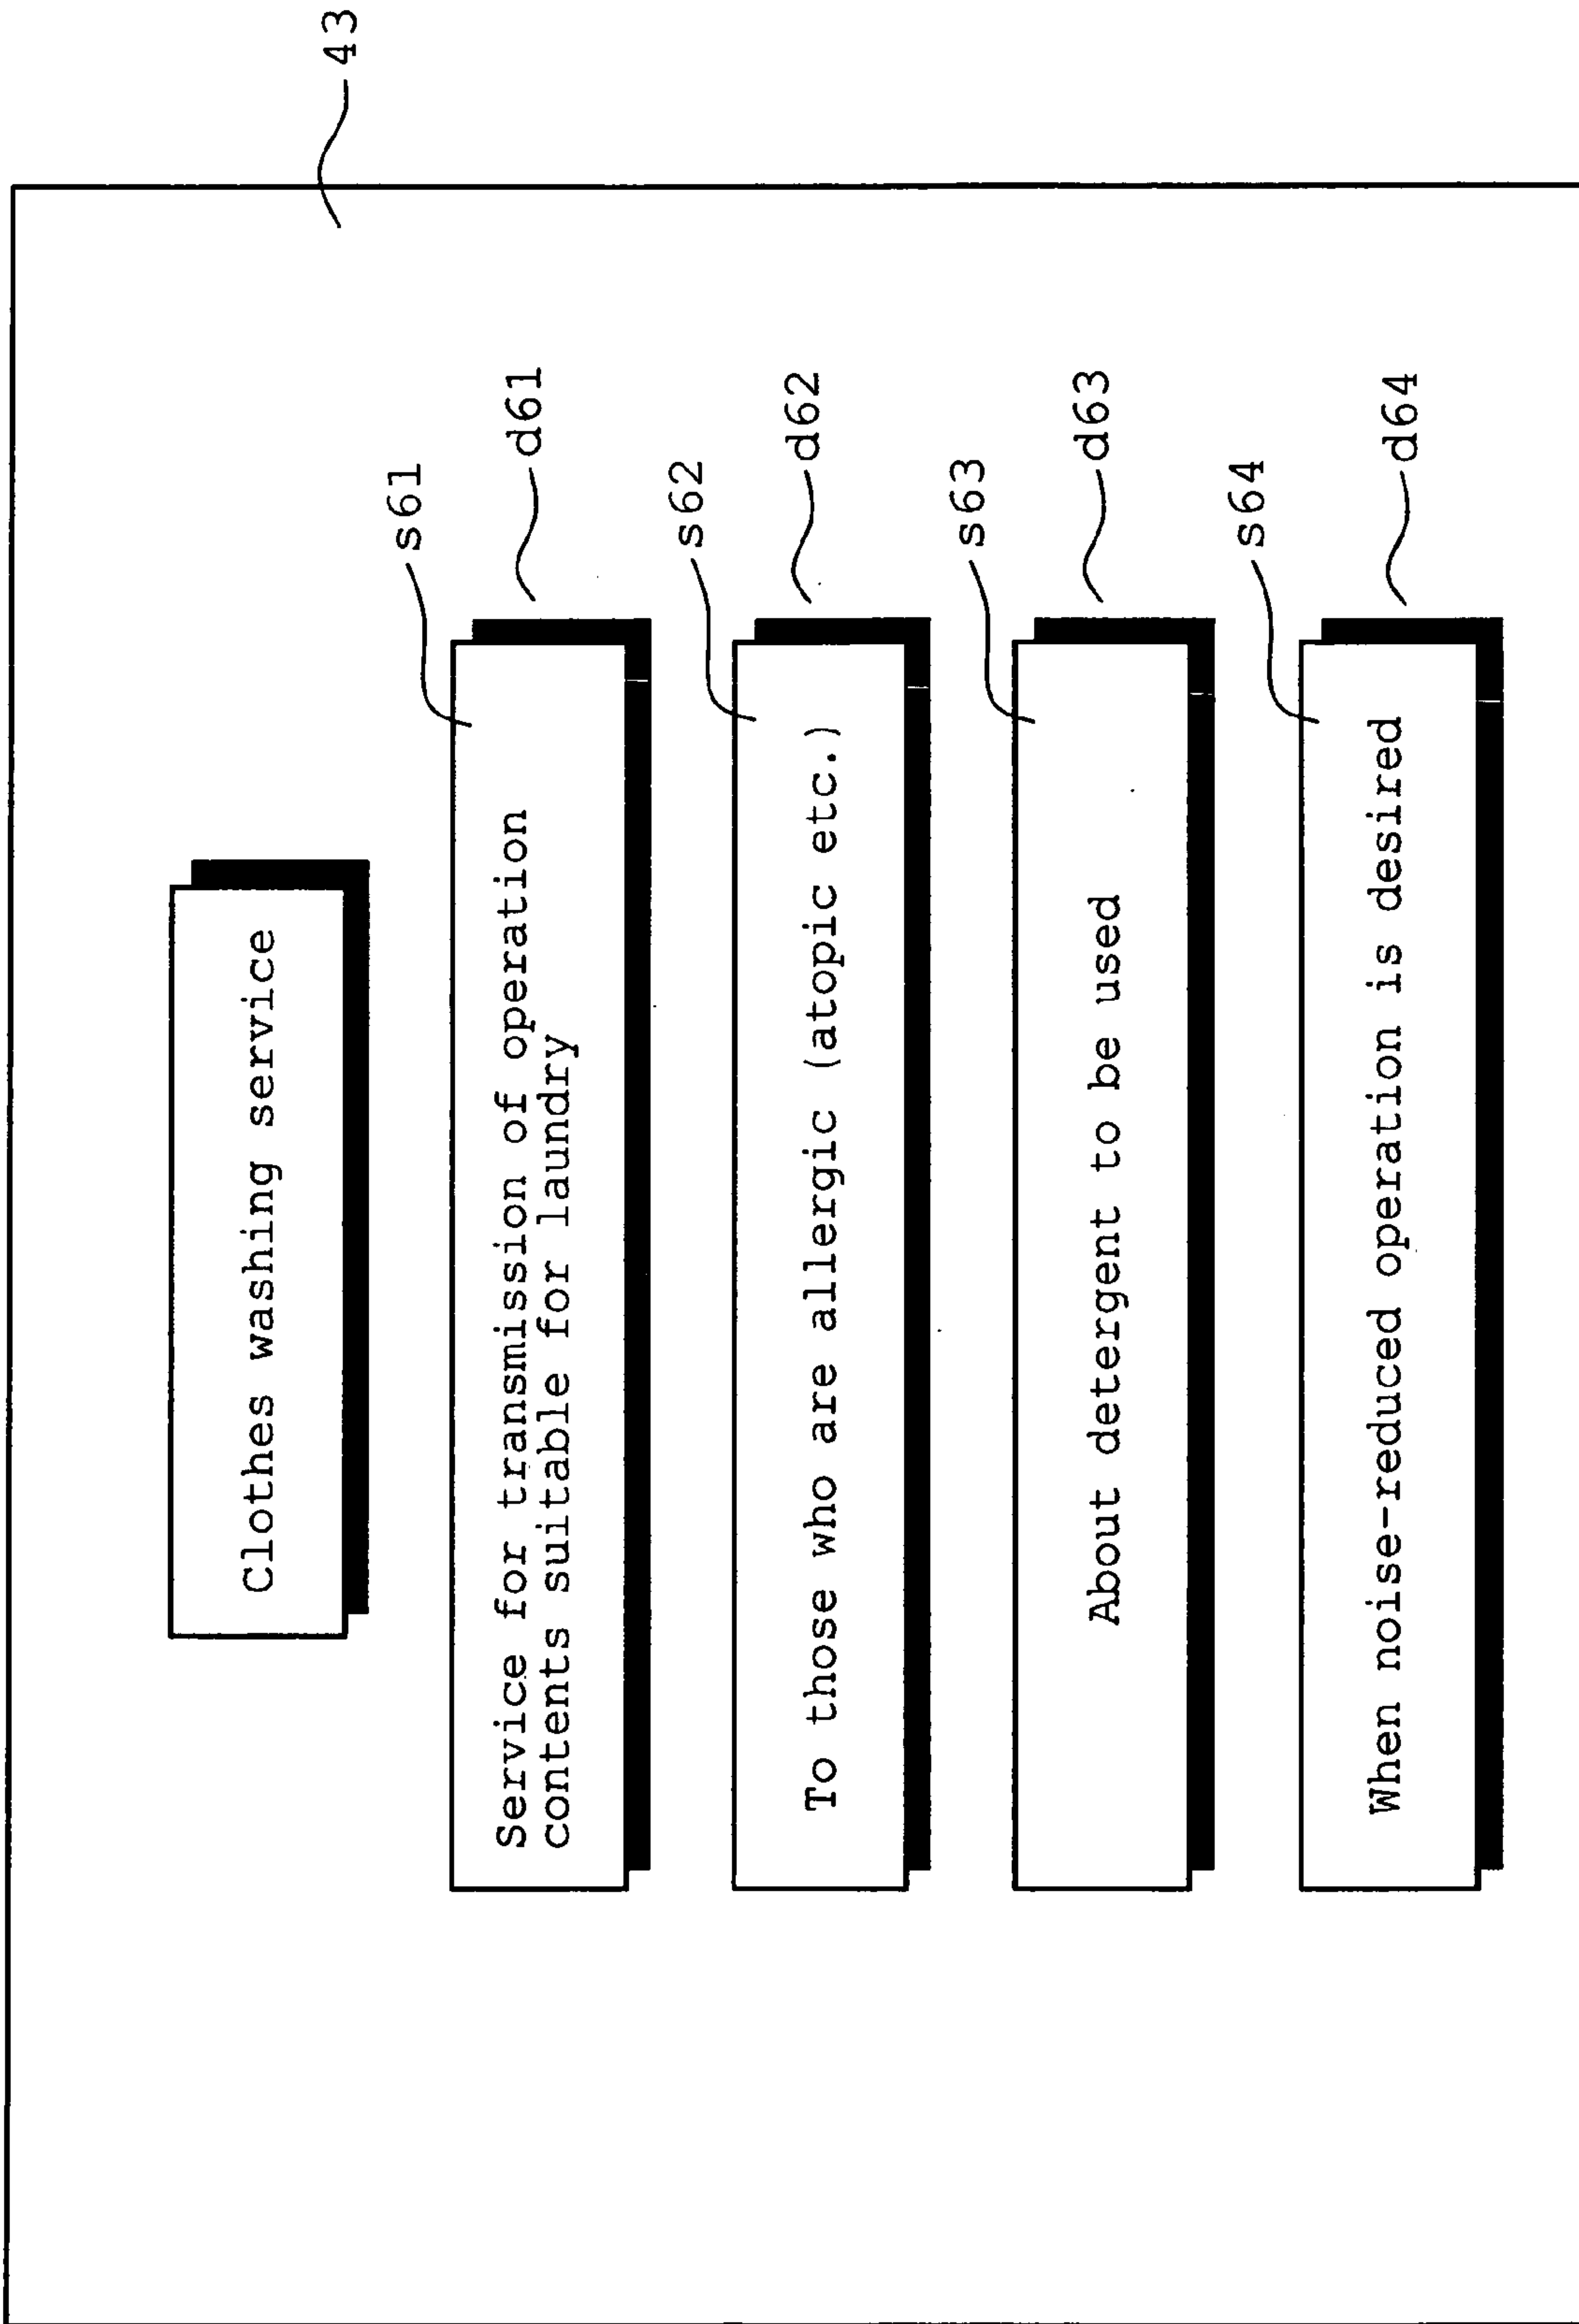 43
Clothes washing service
s61
d61
Service for transmission of operation
contents suitable for laundry
s62
d62
To those who are allergic (atopic etc.)
s63
d63
About detergent to be used
s64
d64
When noise-reduced operation is desired